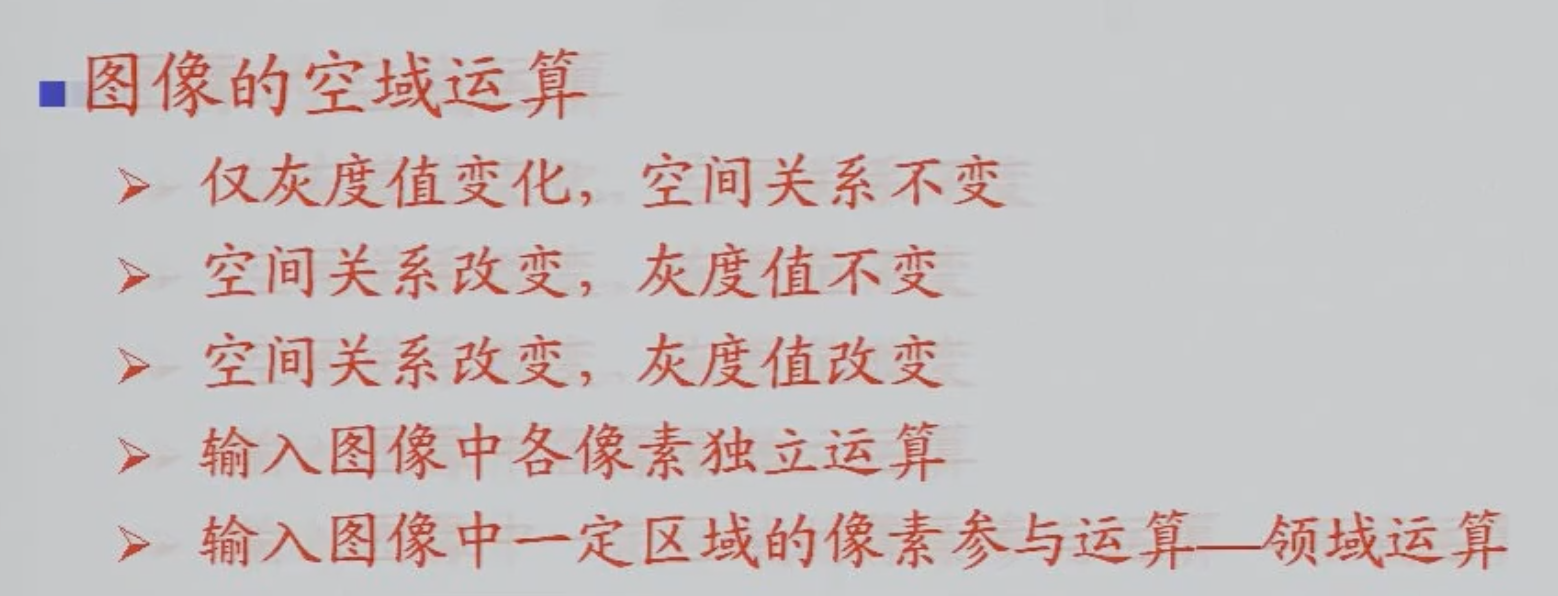 图像的空域运算
仅灰度值变化，空间关系不变
空间关系改变，灰度值不变
空间关系改变，灰度值改变
输入图像中各像素独立运算
输入图像中一定区域的像素参与运算—领域运算